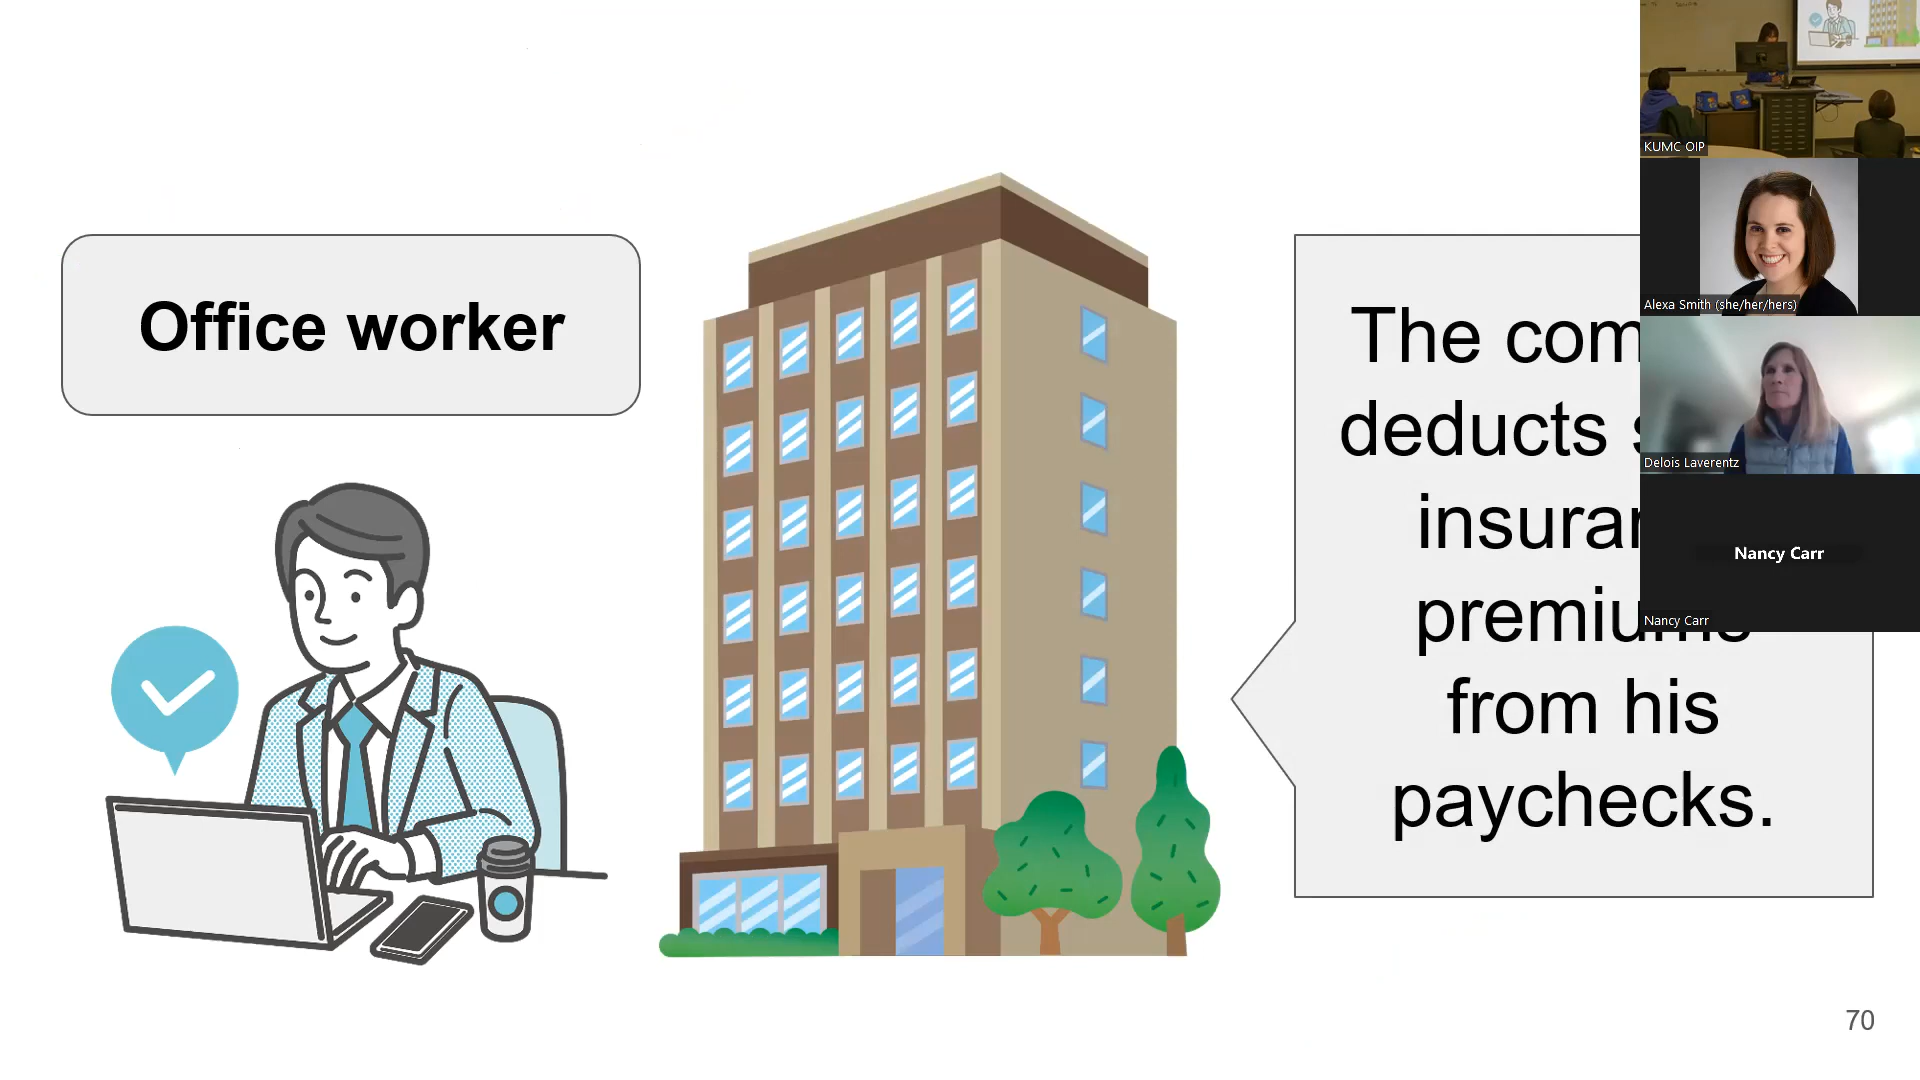 Office worker
The com
deducts
insura
premiums
from his
paychecks.
KUMC OIP
Alexa Smith (she/her/hers)
Delois Laverentz
Nancy Carr
Nancy Carr
70